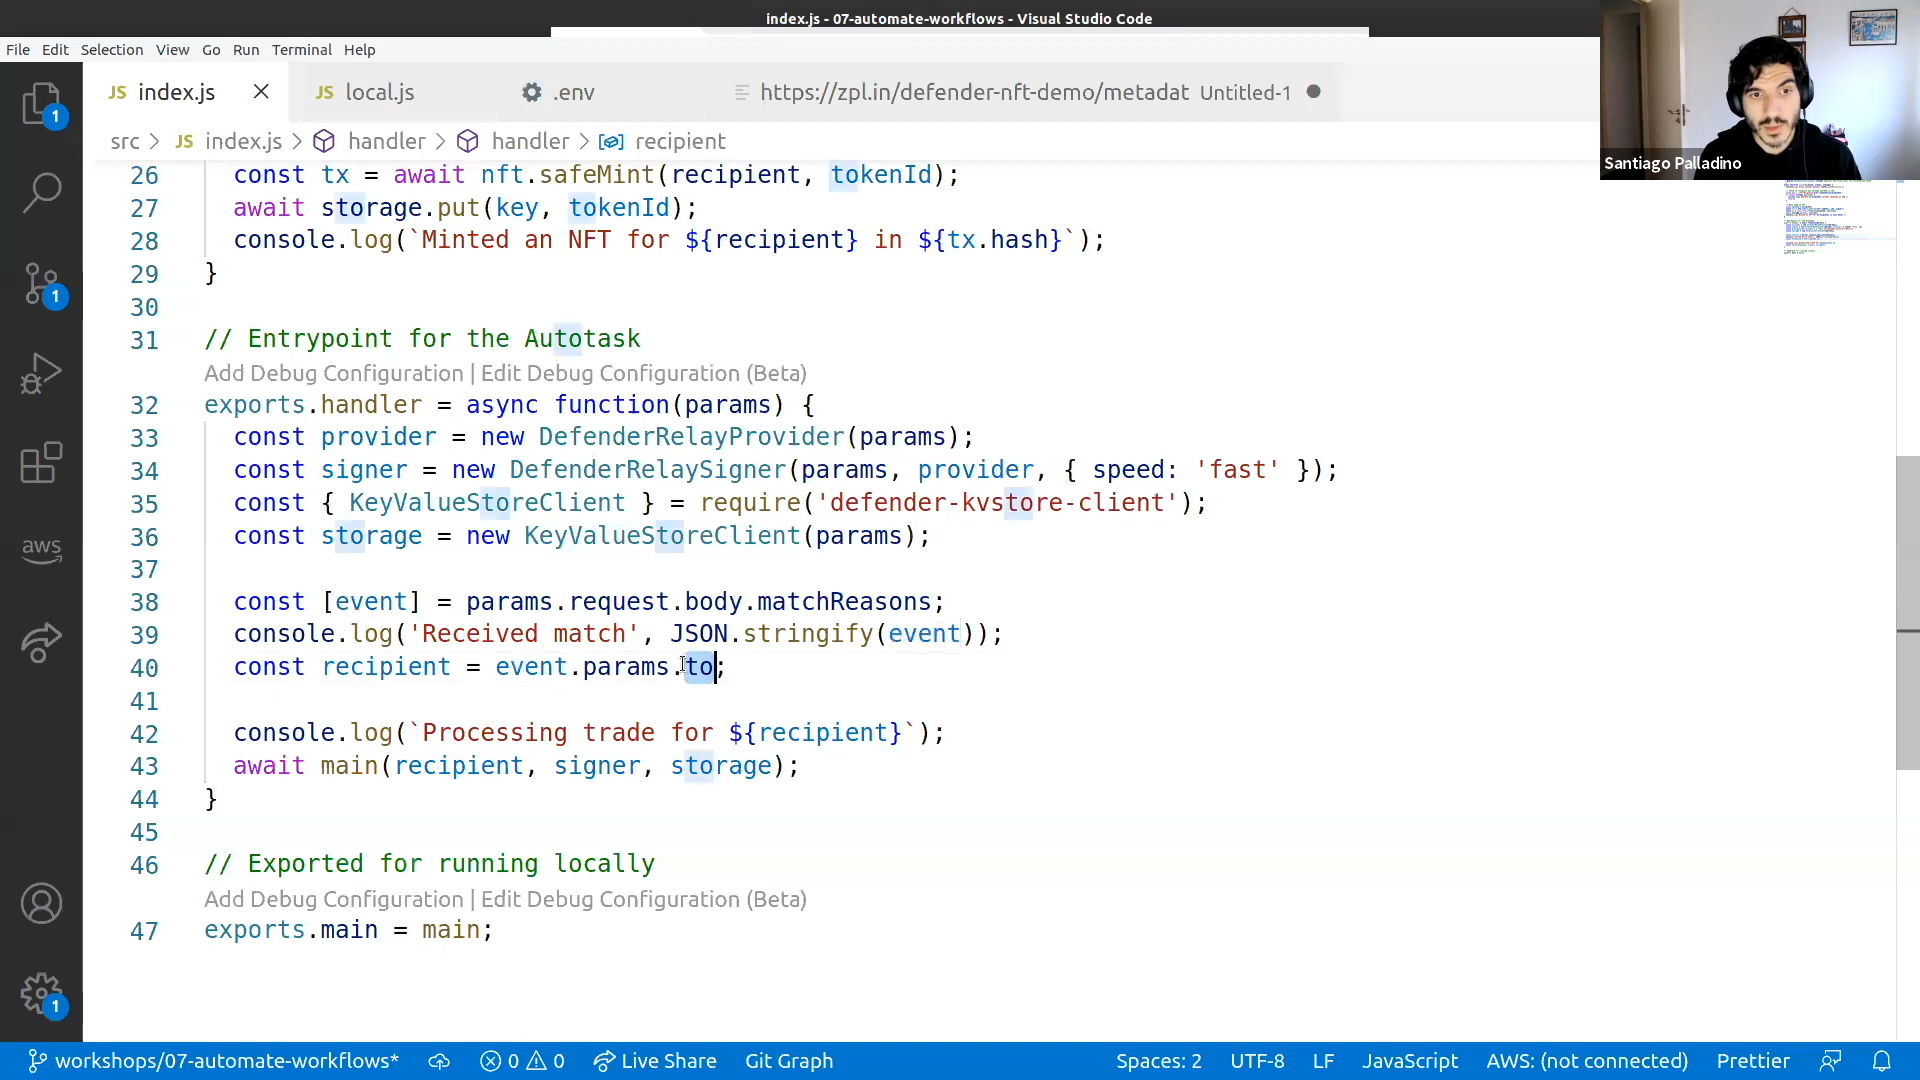 index.js - 07-automate-workflows - Visual Studio Code
File Edit Selection View Go Run Terminal Help
JS index.js
JS local.js
.env
https://zpl.in/defender-nft-demo/metadat Untitled-1
src > JS index.js > handler > handler > recipient
26 const tx = await nft.safeMint(recipient, tokenId);
27 await storage.put(key, tokenId);
28 console.log(`Minted an NFT for ${recipient} in ${tx.hash}`);
29 }
30
31 // Entrypoint for the Autotask
Add Debug Configuration | Edit Debug Configuration (Beta)
32 exports.handler = async function(params) {
33 const provider = new DefenderRelayProvider(params);
34 const signer = new DefenderRelaySigner(params, provider, { speed: 'fast' });
35 const { KeyValueStoreClient } = require('defender-kvstore-client');
36 const storage = new KeyValueStoreClient(params);
37
38 const [event] = params.request.body.matchReasons;
39 console.log('Received match', JSON.stringify(event));
40 const recipient = event.params.to;
41
42 console.log(`Processing trade for ${recipient}`);
43 await main(recipient, signer, storage);
44 }
45
46 // Exported for running locally
Add Debug Configuration | Edit Debug Configuration (Beta)
47 exports.main = main;
1
1
aws
1
Santiago Palladino
workshops/07-automate-workflows* 0 0 Live Share Git Graph Spaces: 2 UTF-8 LF JavaScript AWS: (not connected) Prettier